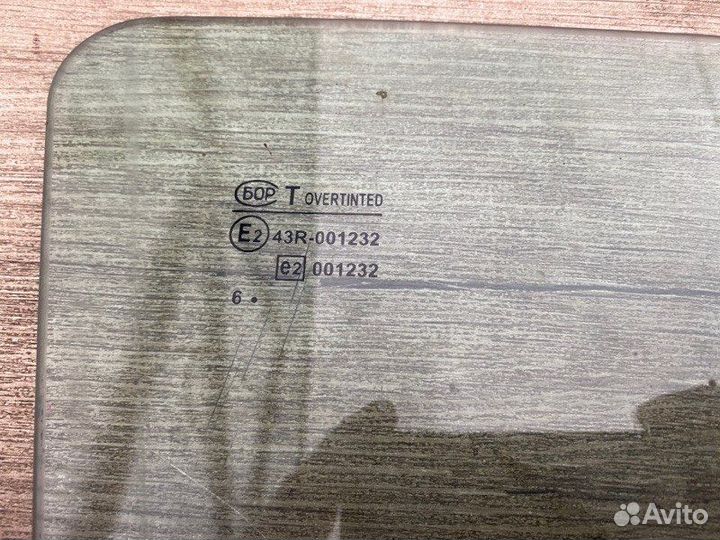 БОР T OVERTINTED
E2 43R-001232
e2 001232
6 •
Avito